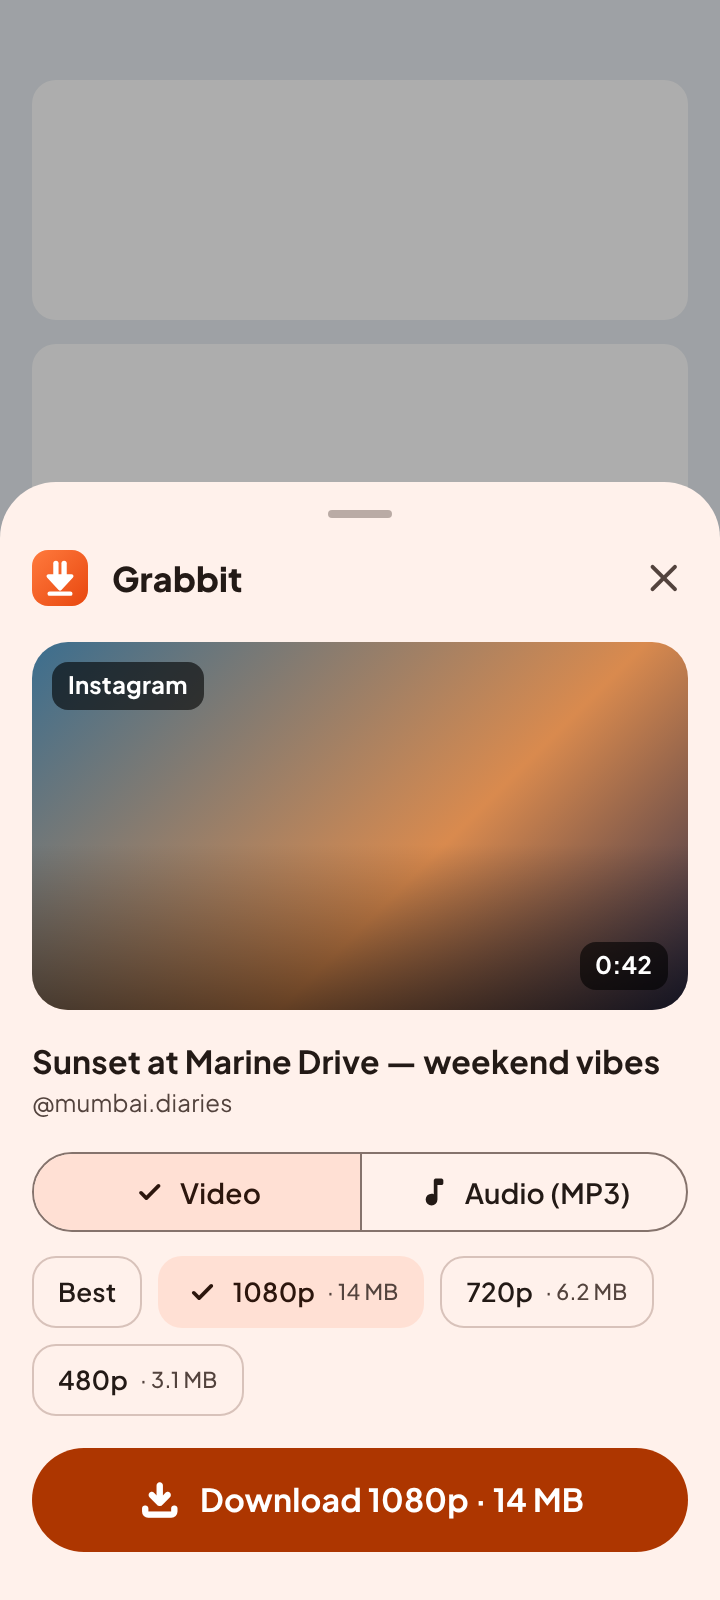 Grabbit
Instagram
0:42
Sunset at Marine Drive — weekend vibes
@mumbai.diaries
Video
Audio (MP3)
Best
1080p · 14 MB
720p · 6.2 MB
480p · 3.1 MB
Download 1080p · 14 MB